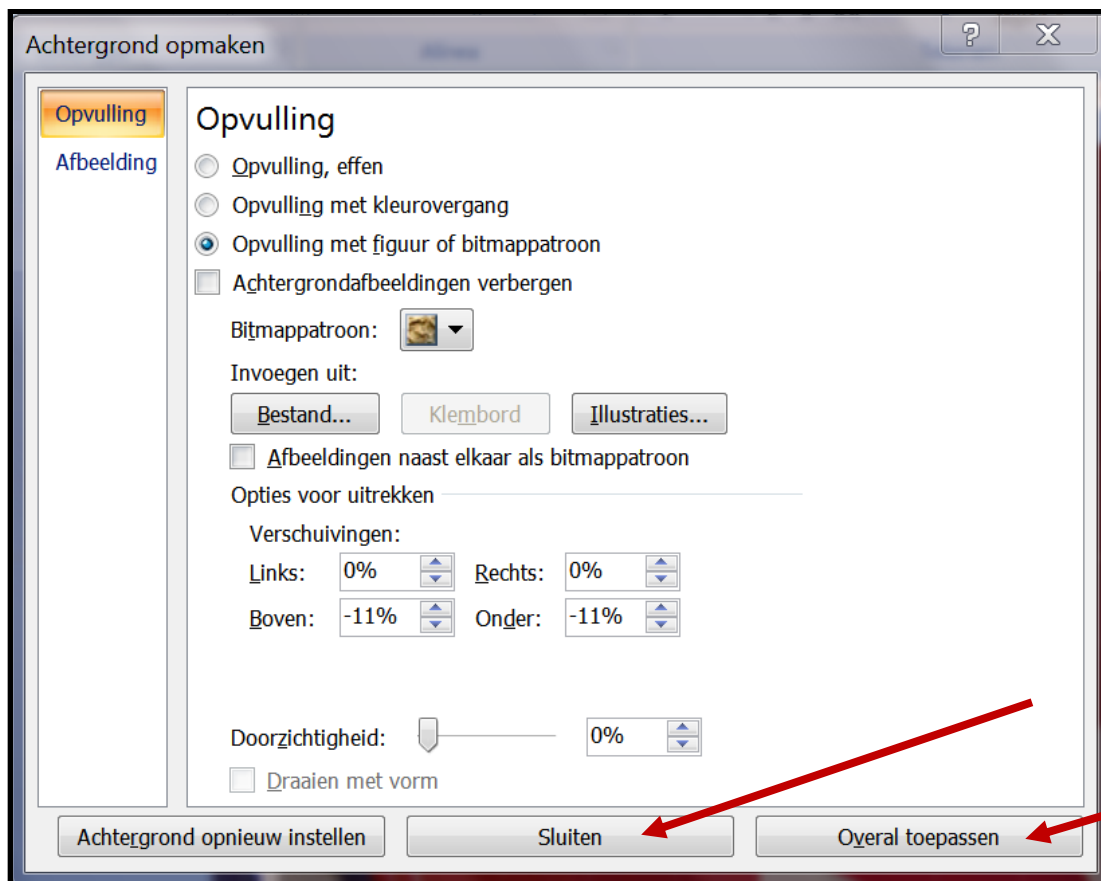 Achtergrond opmaken
Opvulling
Afbeelding
Opvulling
Opvulling, effen
Opvulling met kleurovergang
Opvulling met figuur of bitmappatroon
Achtergrondafbeeldingen verbergen
Bitmappatroon:
Invoegen uit:
Bestand... Klembord Illustraties...
Afbeeldingen naast elkaar als bitmappatroon
Opties voor uitrekken
Verschuivingen:
Links: 0% Rechts: 0%
Boven: -11% Onder: -11%
Doorzichtigheid: 0%
Draaien met vorm
Achtergrond opnieuw instellen Sluiten Overal toepassen